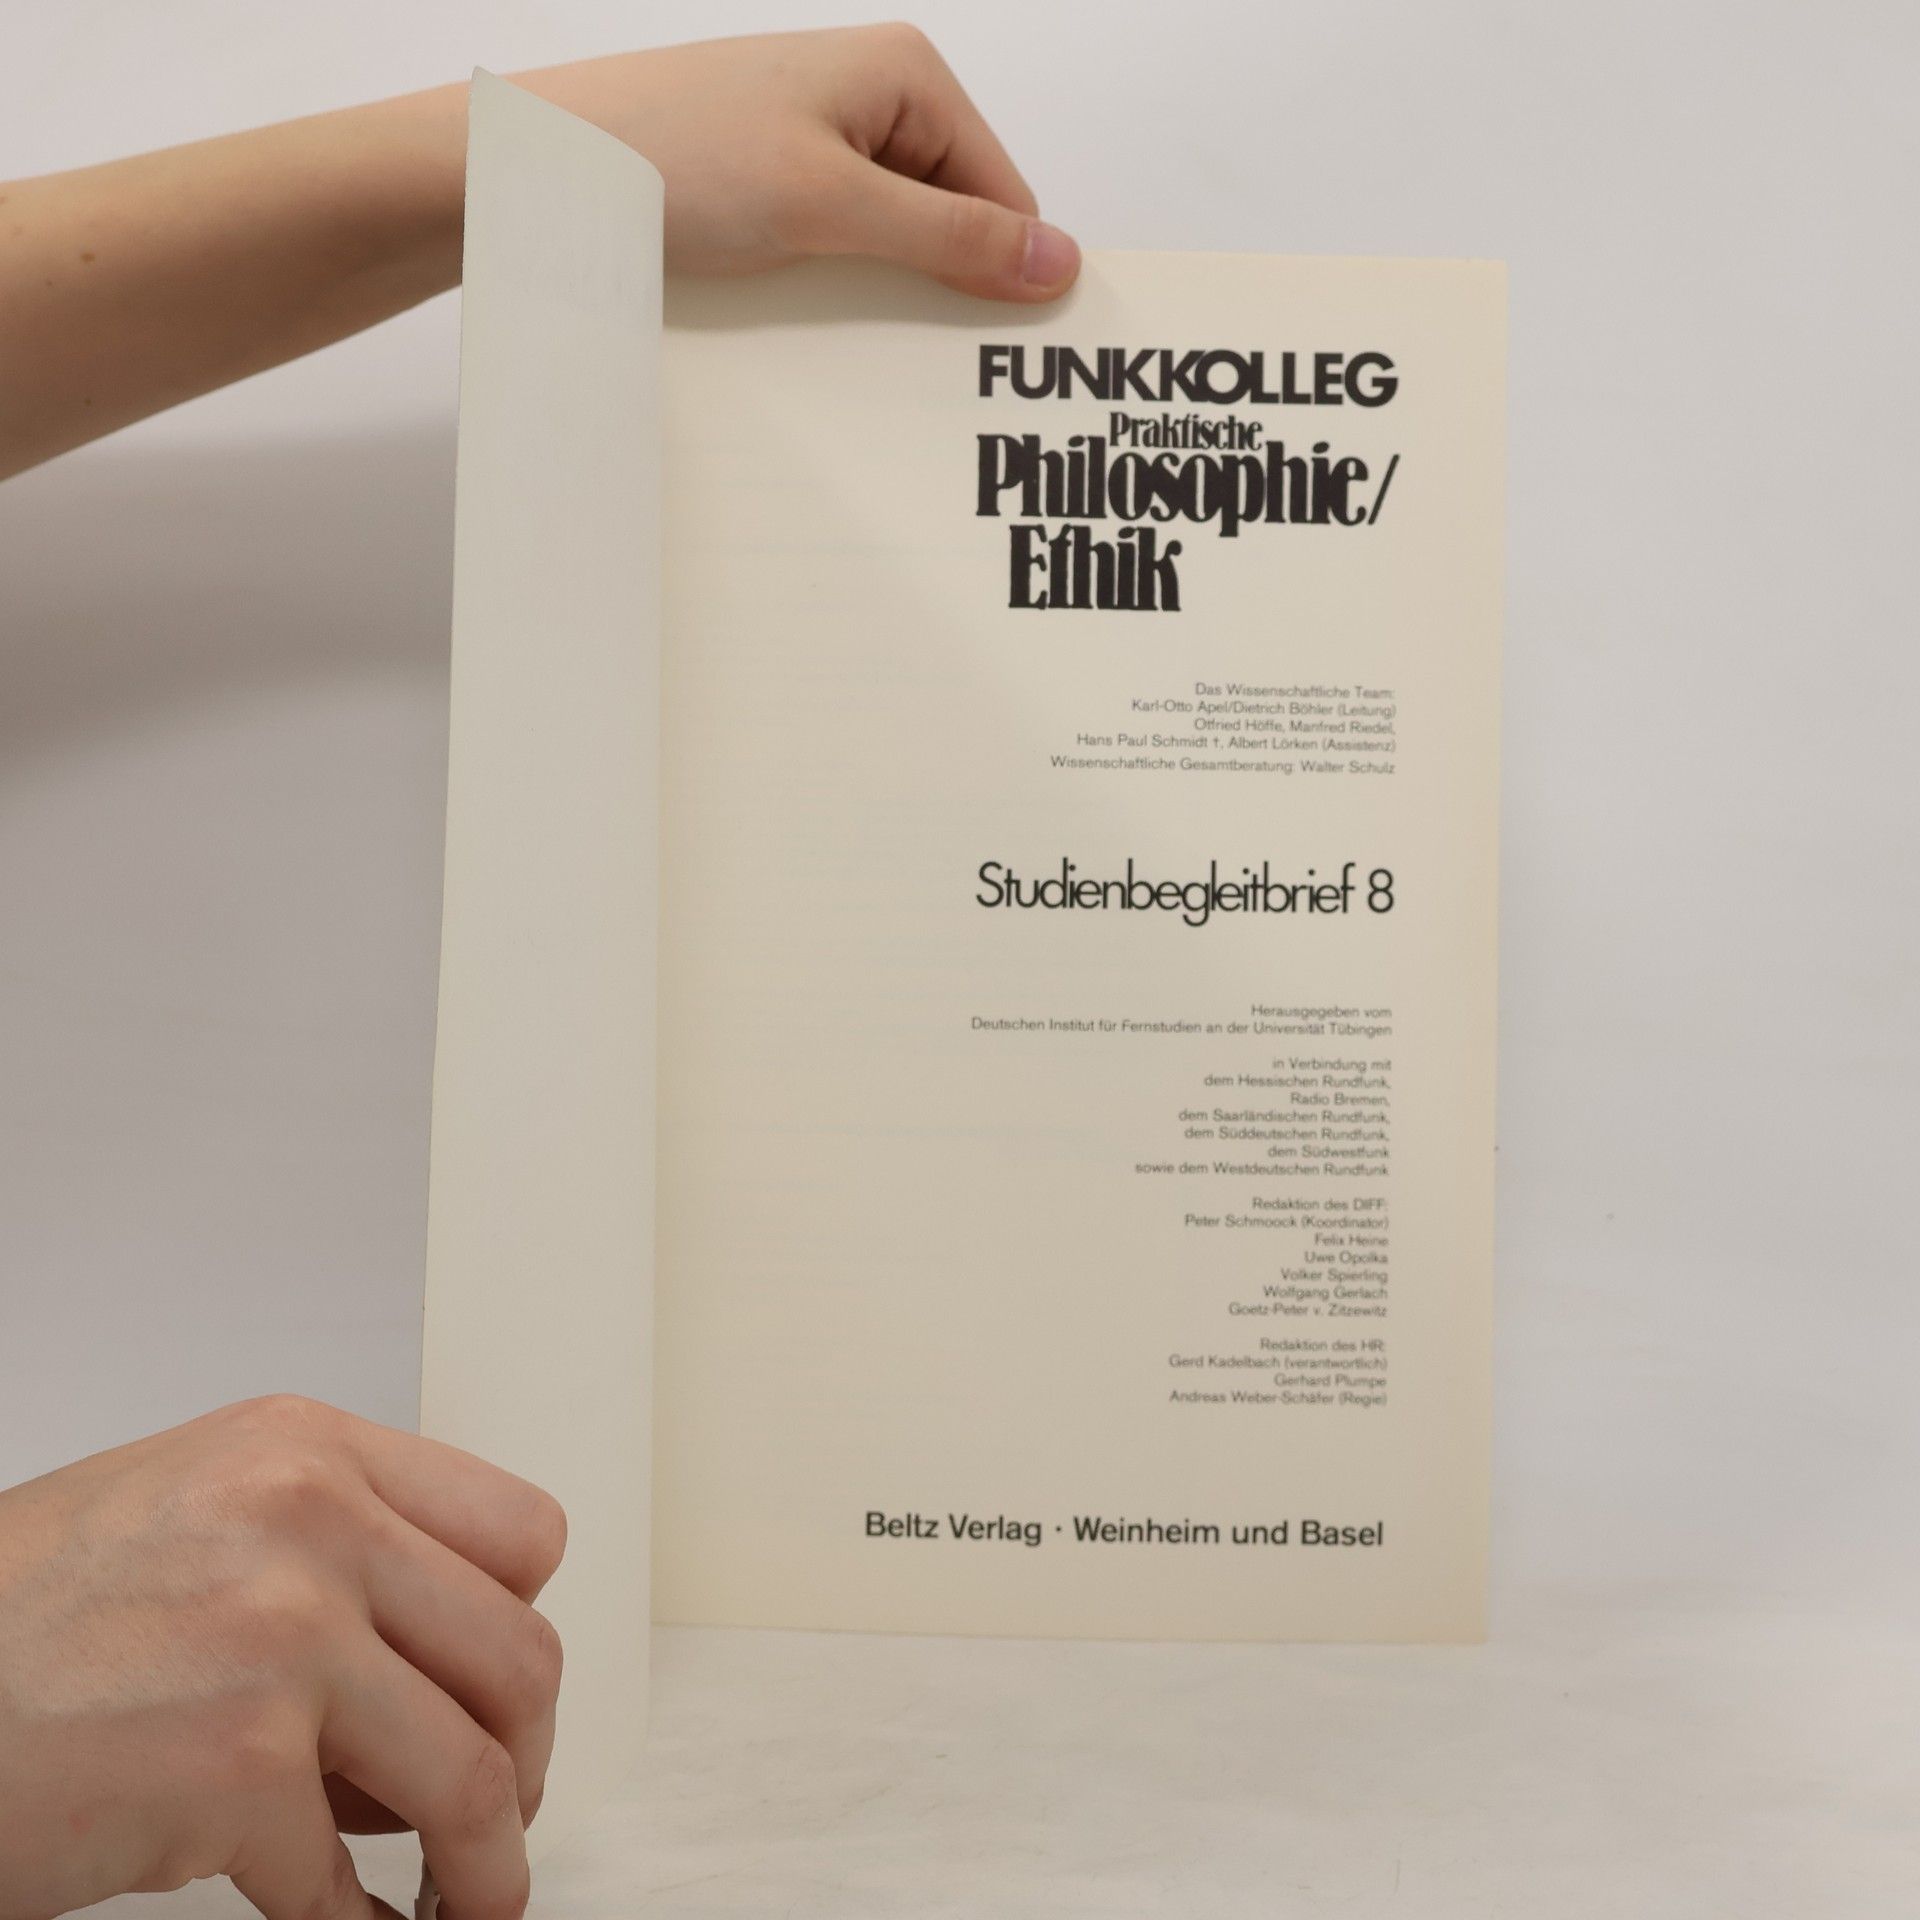 FUNKKOLLEG
Praktische
Philosophie/
Ethik
Das Wissenschaftliche Team:
Karl-Otto Apel/Dietrich Böhler (Leitung)
Otfried Höffe, Manfred Riedel,
Hans Paul Schmidt †, Albert Lörken (Assistenz)
Wissenschaftliche Gesamtberatung: Walter Schulz
Studienbegleitbrief 8
Herausgegeben vom
Deutschen Institut für Fernstudien an der Universität Tübingen
in Verbindung mit
dem Hessischen Rundfunk,
Radio Bremen,
dem Saarländischen Rundfunk,
dem Süddeutschen Rundfunk,
dem Südwestfunk
sowie dem Westdeutschen Rundfunk
Redaktion des DIFF:
Peter Schmoock (Koordinator)
Felix Heine
Uwe Opolka
Volker Spierling
Wolfgang Gerlach
Goetz-Peter v. Zitzewitz
Redaktion des HR:
Gerd Kadelbach (verantwortlich)
Gerhard Plumpe
Andreas Weber-Schäfer (Regie)
Beltz Verlag · Weinheim und Basel